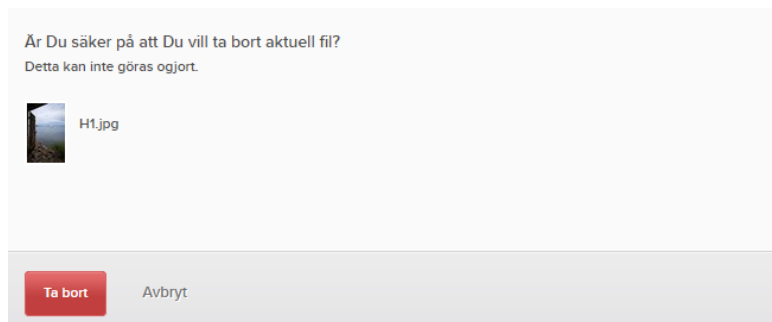 Är Du säker på att Du vill ta bort aktuell fil?
Detta kan inte göras ogjort.
H1.jpg
Ta bort
Avbryt